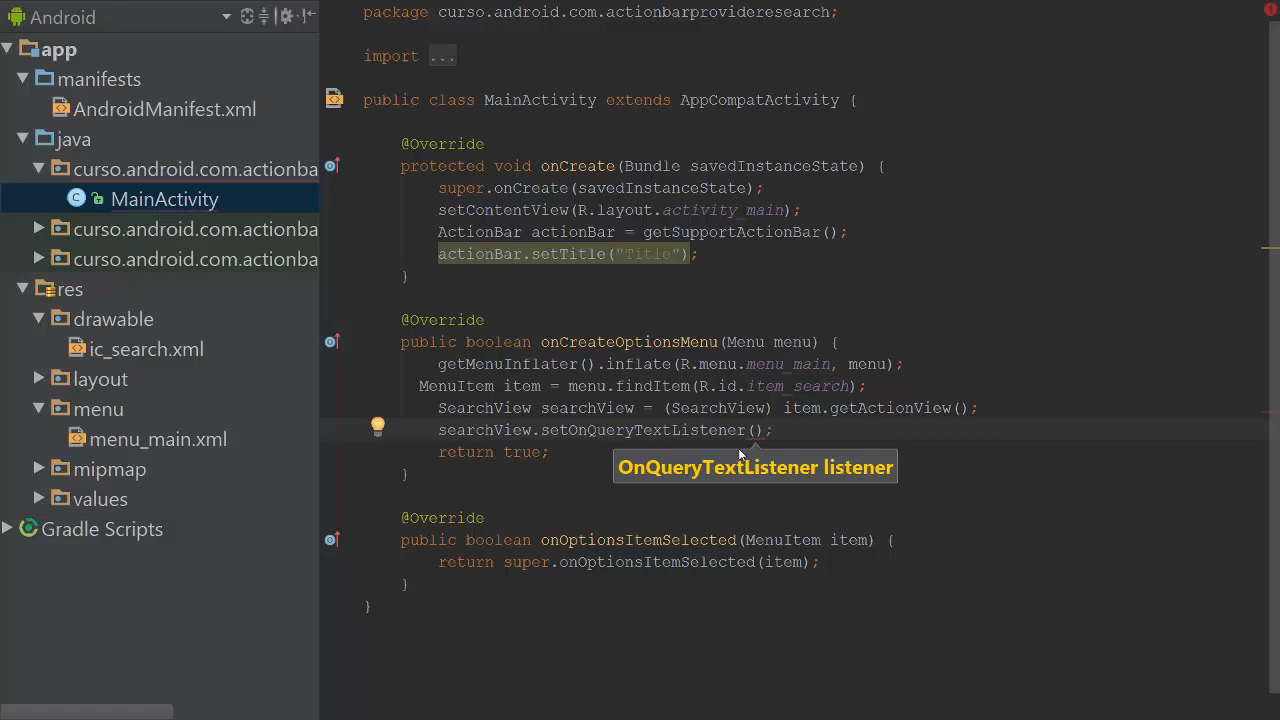 Android
app
manifests
AndroidManifest.xml
java
curso.android.com.actionba
MainActivity
curso.android.com.actionba
curso.android.com.actionba
res
drawable
ic_search.xml
layout
menu
menu_main.xml
mipmap
values
Gradle Scripts
package curso.android.com.actionbarprovideresearch;
import ...
public class MainActivity extends AppCompatActivity {
@Override
protected void onCreate(Bundle savedInstanceState) {
super.onCreate(savedInstanceState);
setContentView(R.layout.activity_main);
ActionBar actionBar = getSupportActionBar();
actionBar.setTitle("Title");
}
@Override
public boolean onCreateOptionsMenu(Menu menu) {
getMenuInflater().inflate(R.menu.menu_main, menu);
MenuItem item = menu.findItem(R.id.item_search);
SearchView searchView = (SearchView) item.getActionView();
searchView.setOnQueryTextListener();
return true;
OnQueryTextListener listener
}
@Override
public boolean onOptionsItemSelected(MenuItem item) {
return super.onOptionsItemSelected(item);
}
}